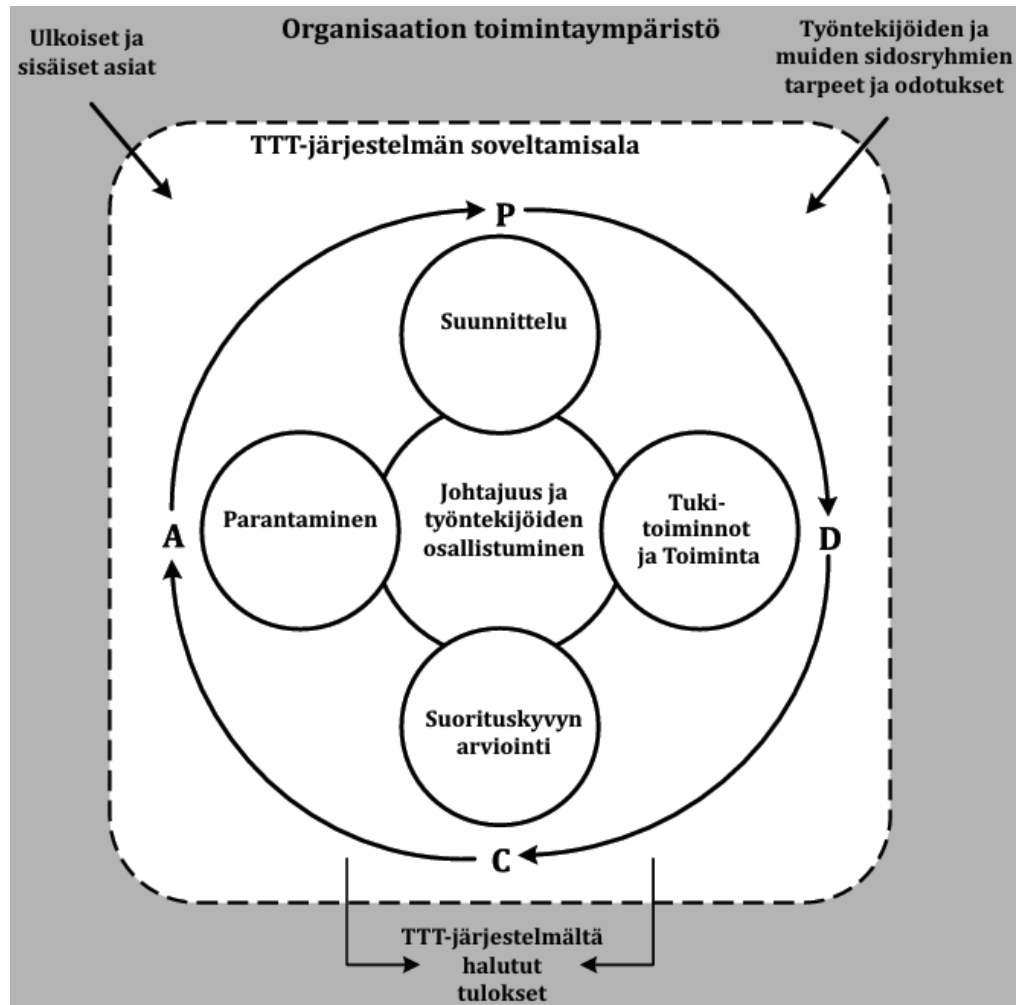 Ulkoiset ja
sisäiset asiat
Organisaation toimintaympäristö
Työntekijöiden ja
muiden sidosryhmien
tarpeet ja odotukset
TTT-järjestelmän soveltamisala
P
Suunnittelu
A
Parantaminen
Johtajuus ja
työntekijöiden
osallistuminen
Tuki-
toiminnot
ja Toiminta
D
Suorituskyvyn
arviointi
C
TTT-järjestelmältä
halutut
tulokset